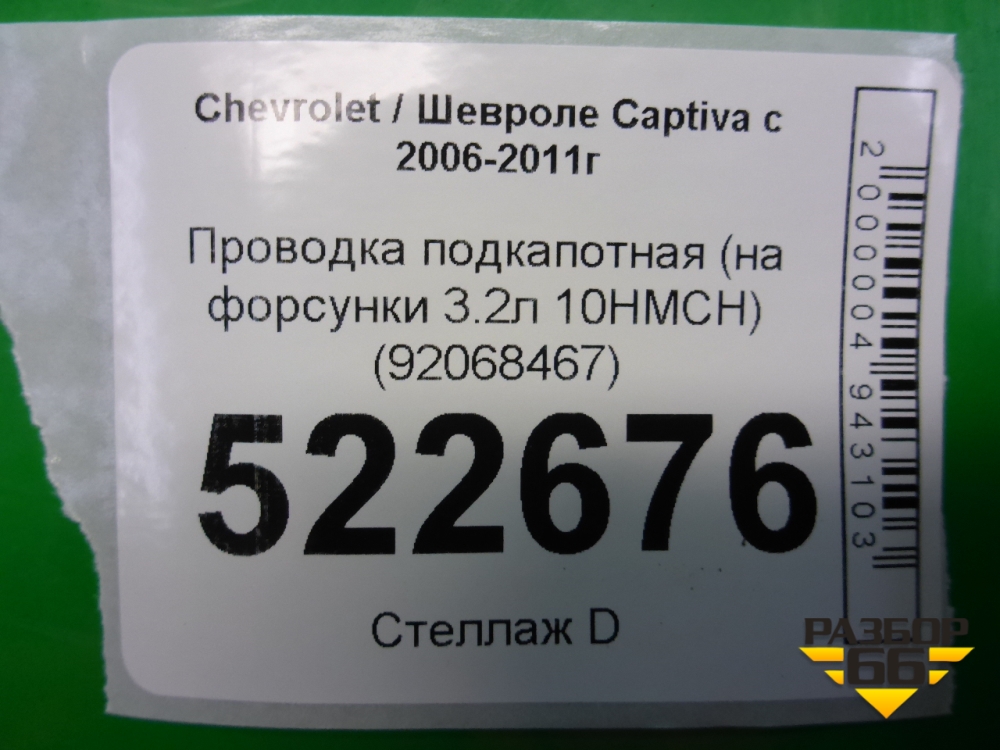 Chevrolet / Шевроле Captiva с
2006-2011г
Проводка подкапотная (на
форсунки 3.2л 10HMCH)
(92068467)
522676
Стеллаж D
2000004943103
РАЗБОР
66